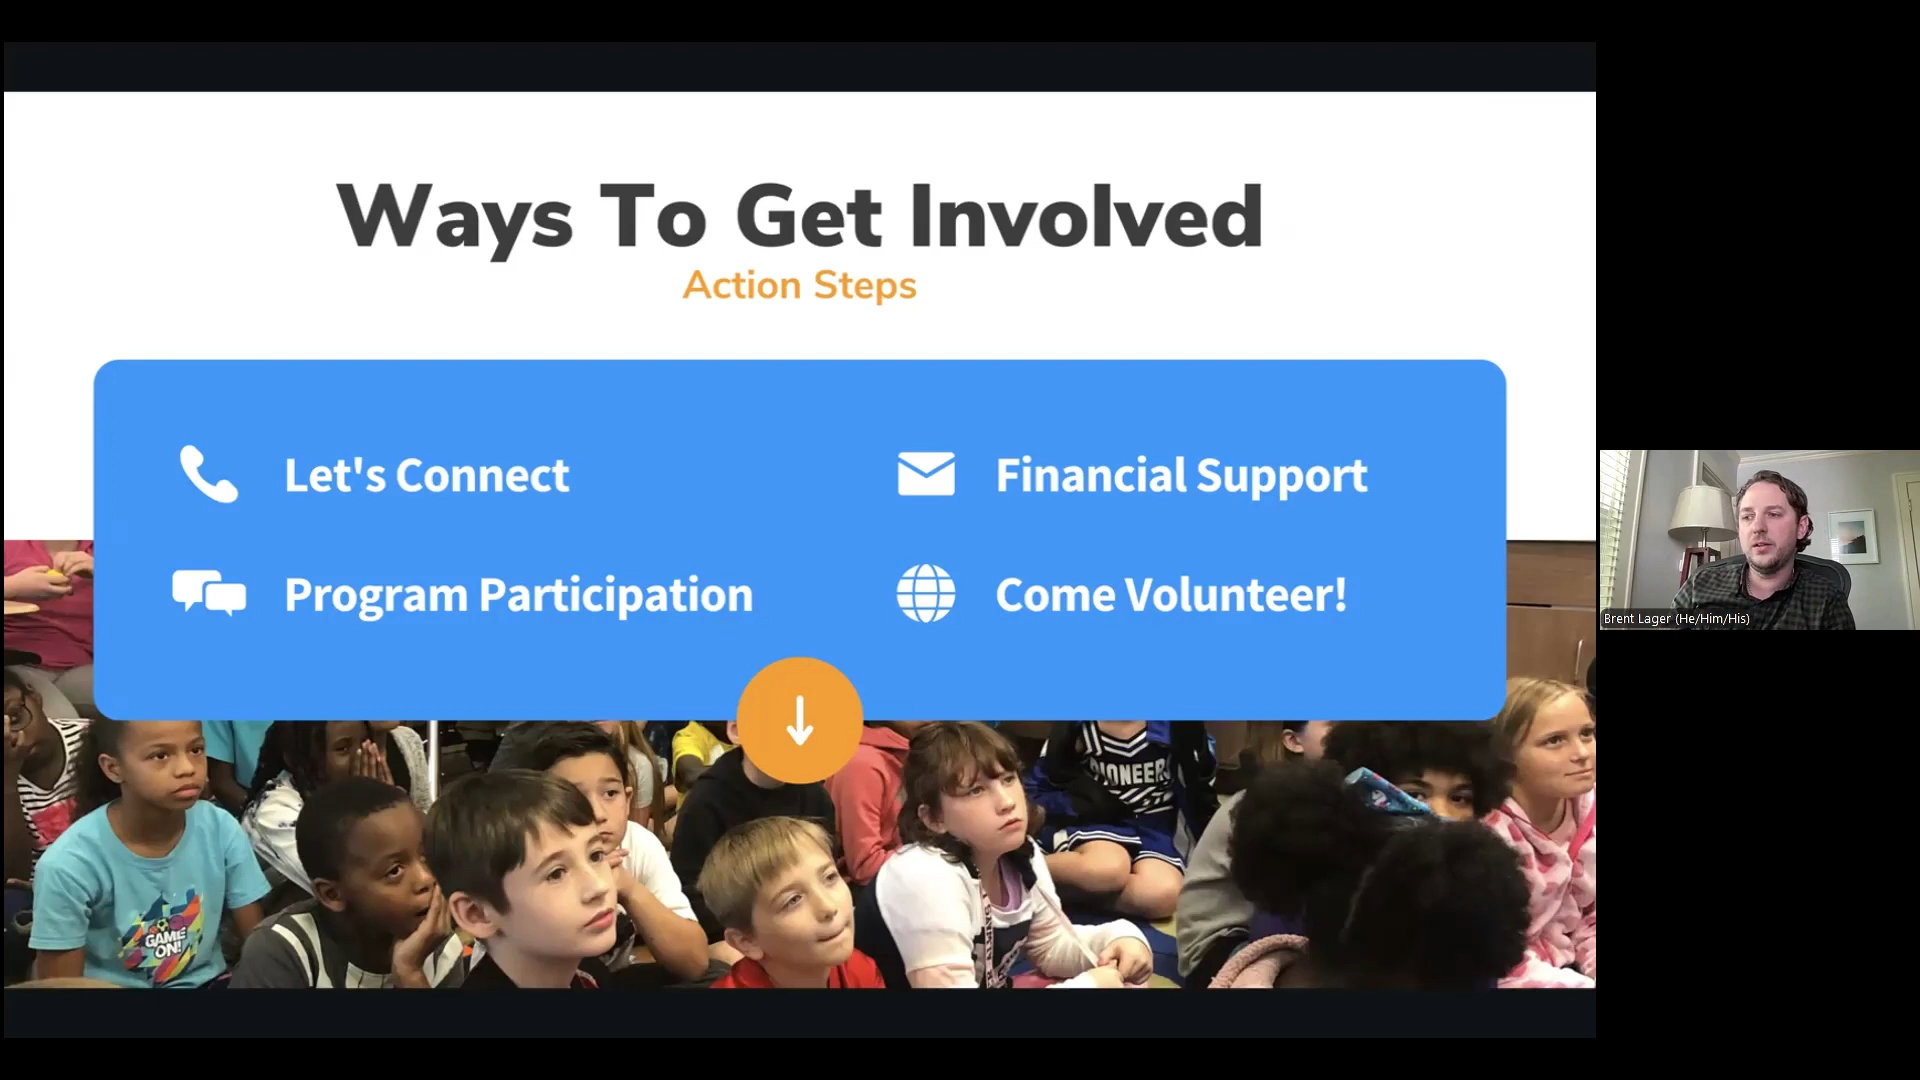 Ways To Get Involved
Action Steps
Let's Connect
Financial Support
Program Participation
Come Volunteer!
Brent Lager (He/Him/His)
PIONEER
GAME
ON!